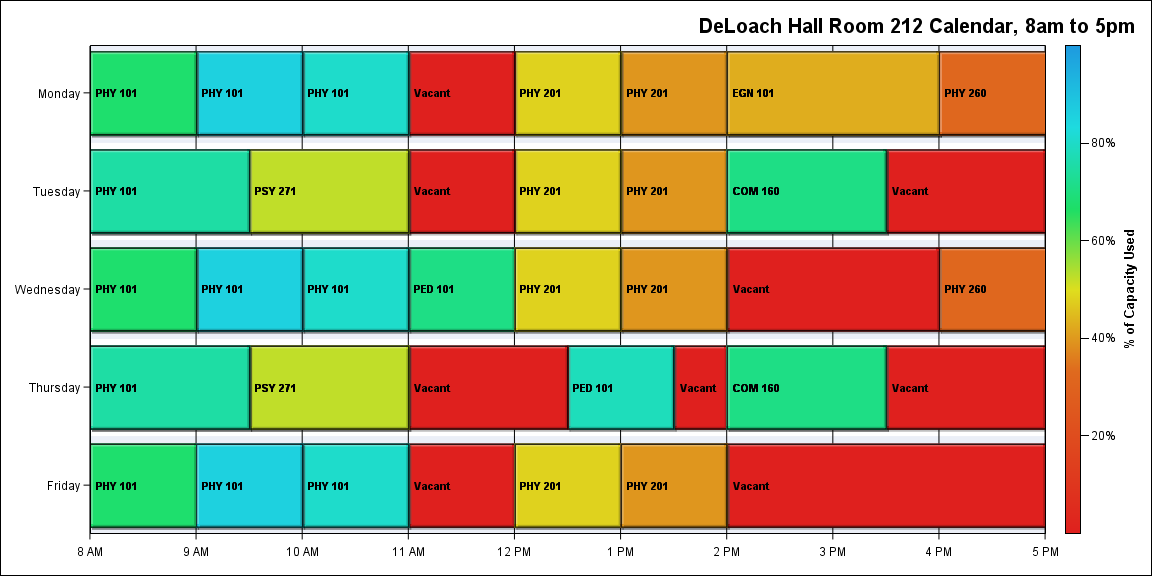 DeLoach Hall Room 212 Calendar, 8am to 5pm
Monday
PHY 101
PHY 101
PHY 101
Vacant
PHY 201
PHY 201
EGN 101
PHY 260
Tuesday
PHY 101
PSY 271
Vacant
PHY 201
PHY 201
COM 160
Vacant
Wednesday
PHY 101
PHY 101
PHY 101
PED 101
PHY 201
PHY 201
Vacant
PHY 260
Thursday
PHY 101
PSY 271
Vacant
PED 101
Vacant
COM 160
Vacant
Friday
PHY 101
PHY 101
PHY 101
Vacant
PHY 201
PHY 201
Vacant
8 AM
9 AM
10 AM
11 AM
12 PM
1 PM
2 PM
3 PM
4 PM
5 PM
80%
60%
40%
20%
% of Capacity Used